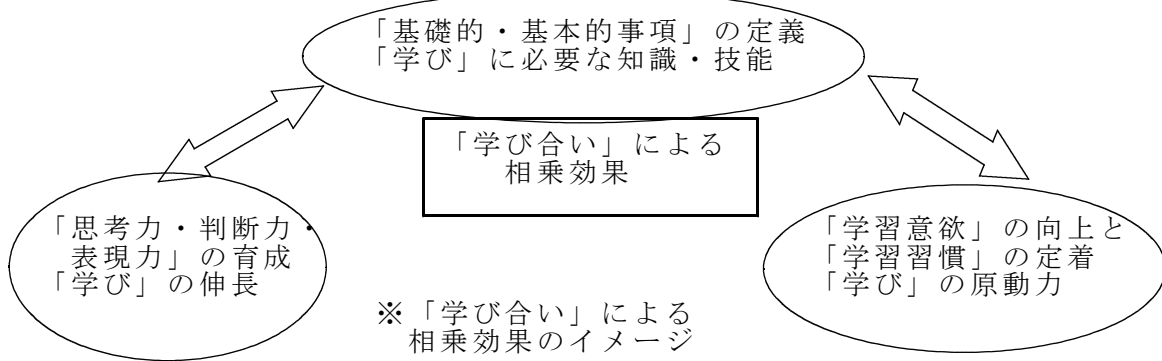 「基礎的・基本的事項」の定義
「学び」に必要な知識・技能
「学び合い」による
相乗効果
「思考力・判断力・
表現力」の育成
「学び」の伸長
「学習意欲」の向上と
「学習習慣」の定着
「学び」の原動力
※「学び合い」による
相乗効果のイメージ